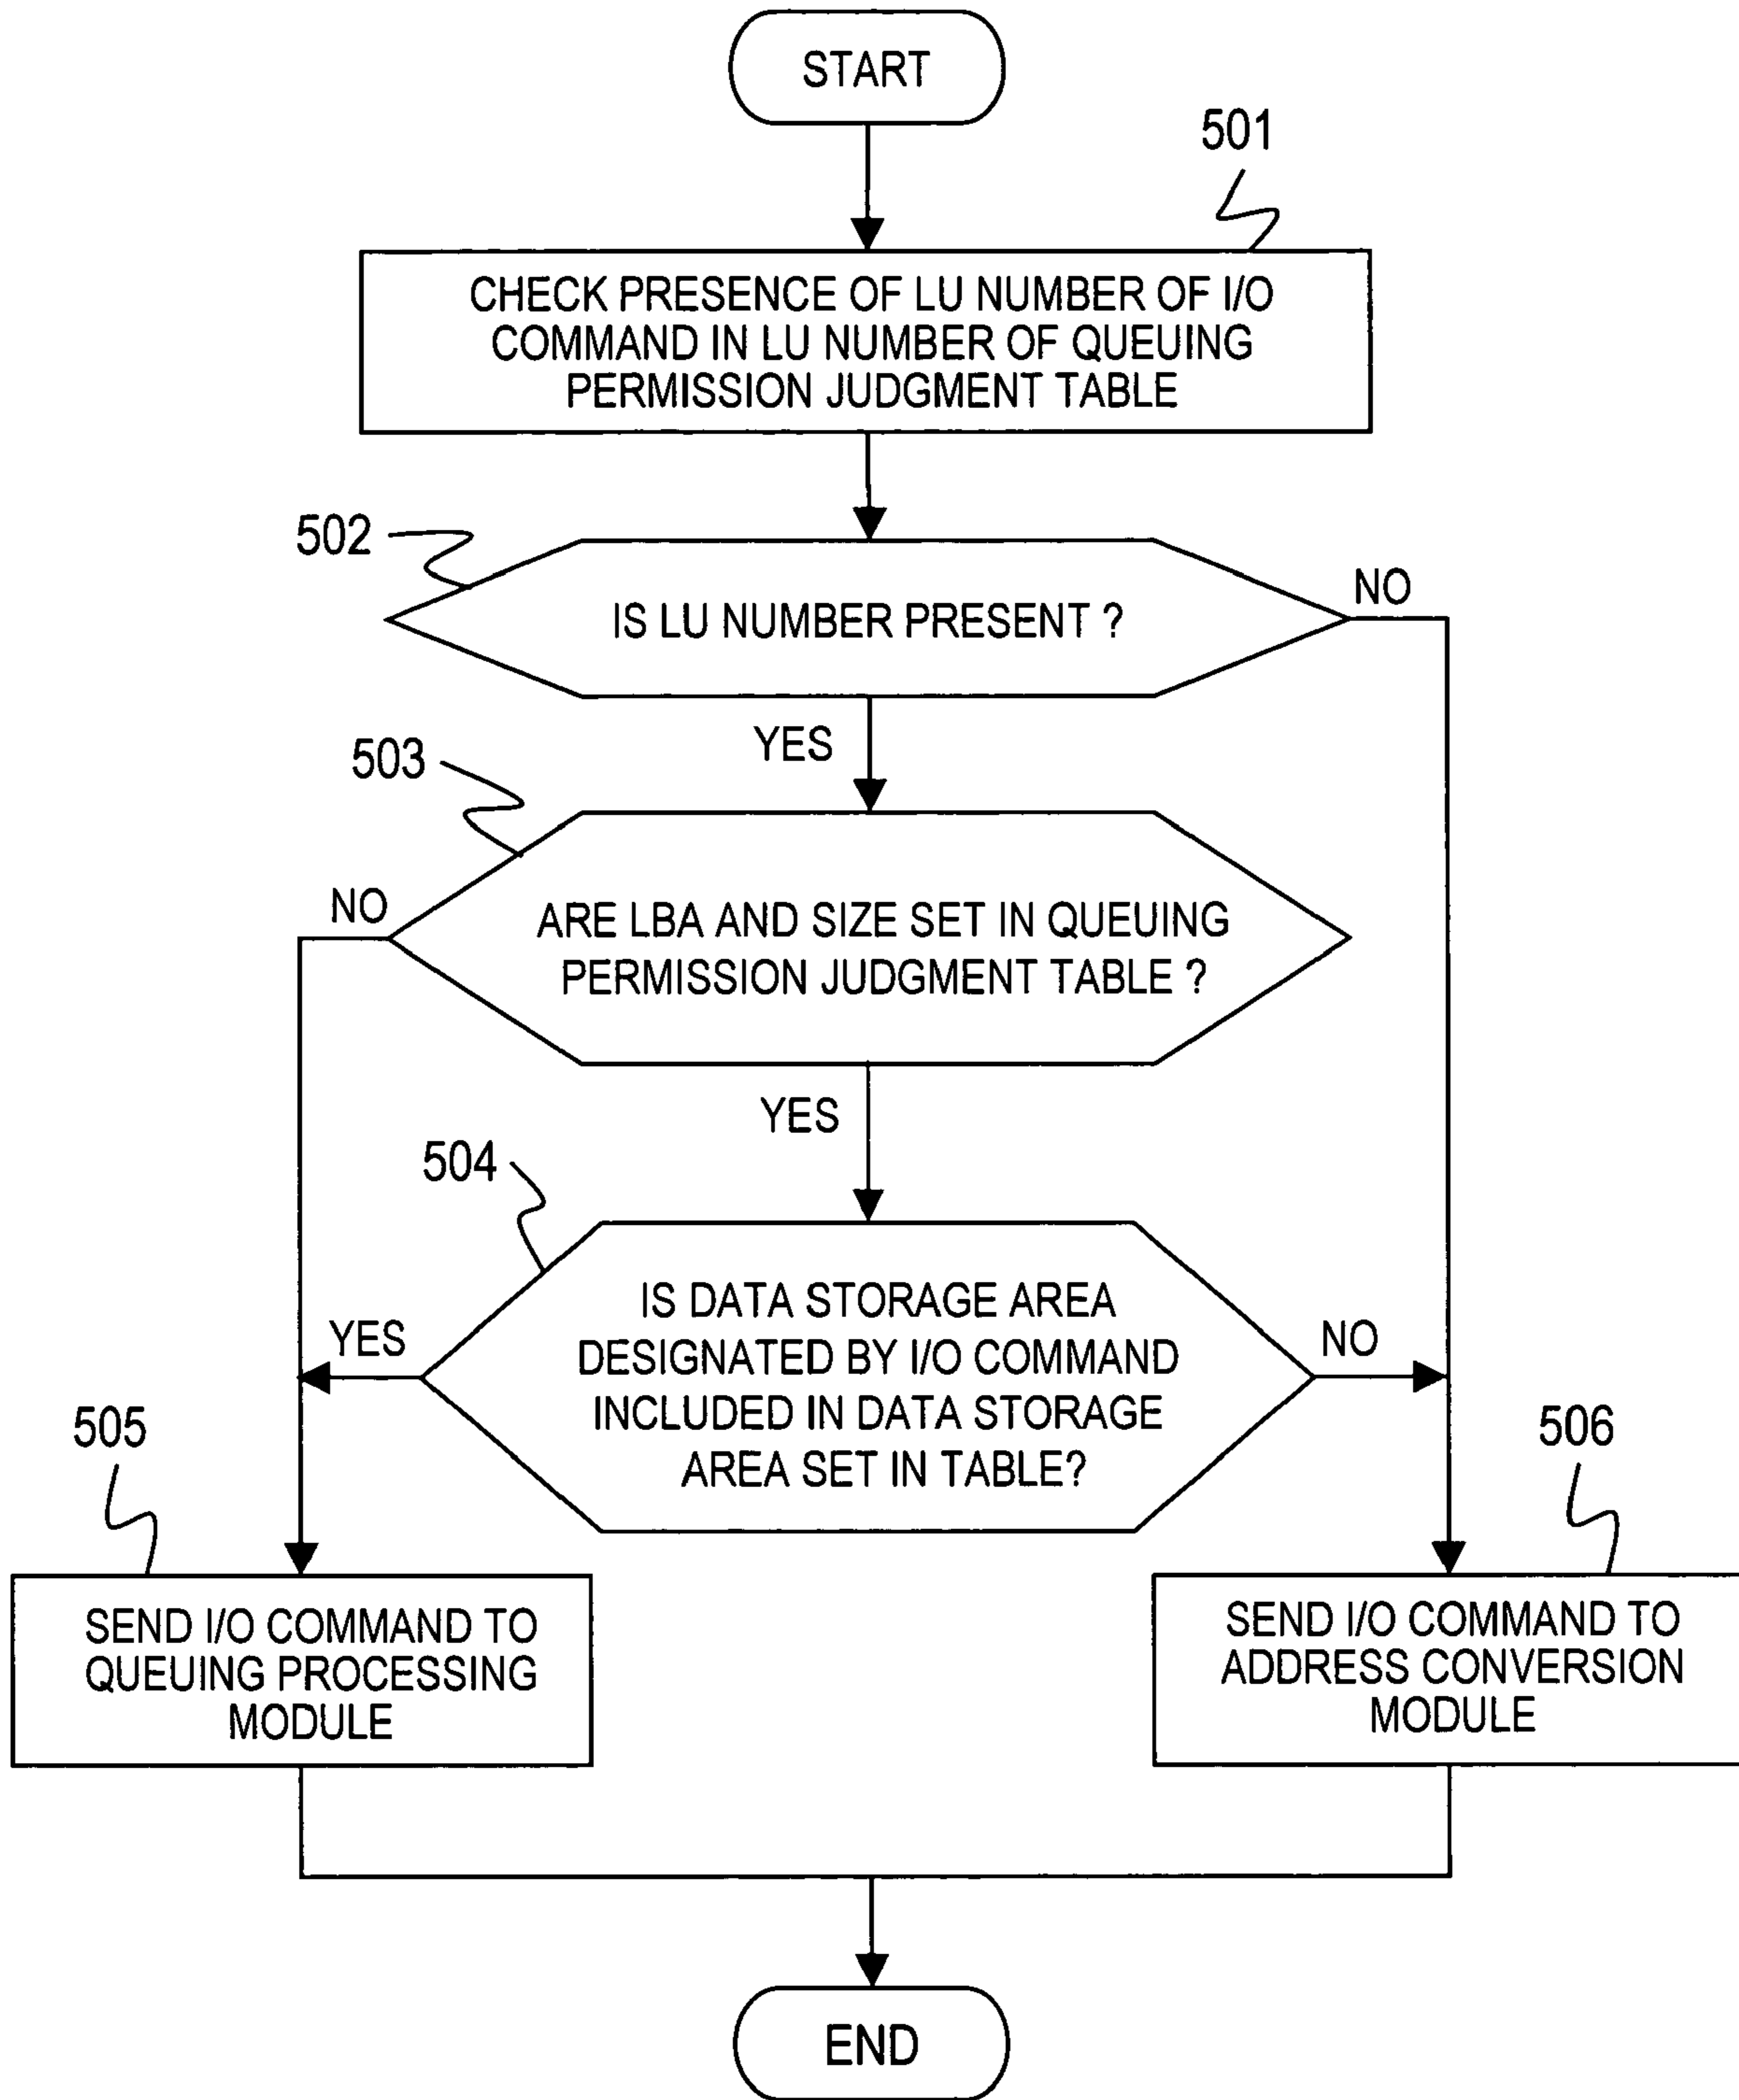 START
501
CHECK PRESENCE OF LU NUMBER OF I/O
COMMAND IN LU NUMBER OF QUEUING
PERMISSION JUDGMENT TABLE
502
IS LU NUMBER PRESENT ?
NO
YES
503
NO
ARE LBA AND SIZE SET IN QUEUING
PERMISSION JUDGMENT TABLE ?
YES
504
IS DATA STORAGE AREA
DESIGNATED BY I/O COMMAND
INCLUDED IN DATA STORAGE
AREA SET IN TABLE?
YES
NO
505
SEND I/O COMMAND TO
QUEUING PROCESSING
MODULE
506
SEND I/O COMMAND TO
ADDRESS CONVERSION
MODULE
END